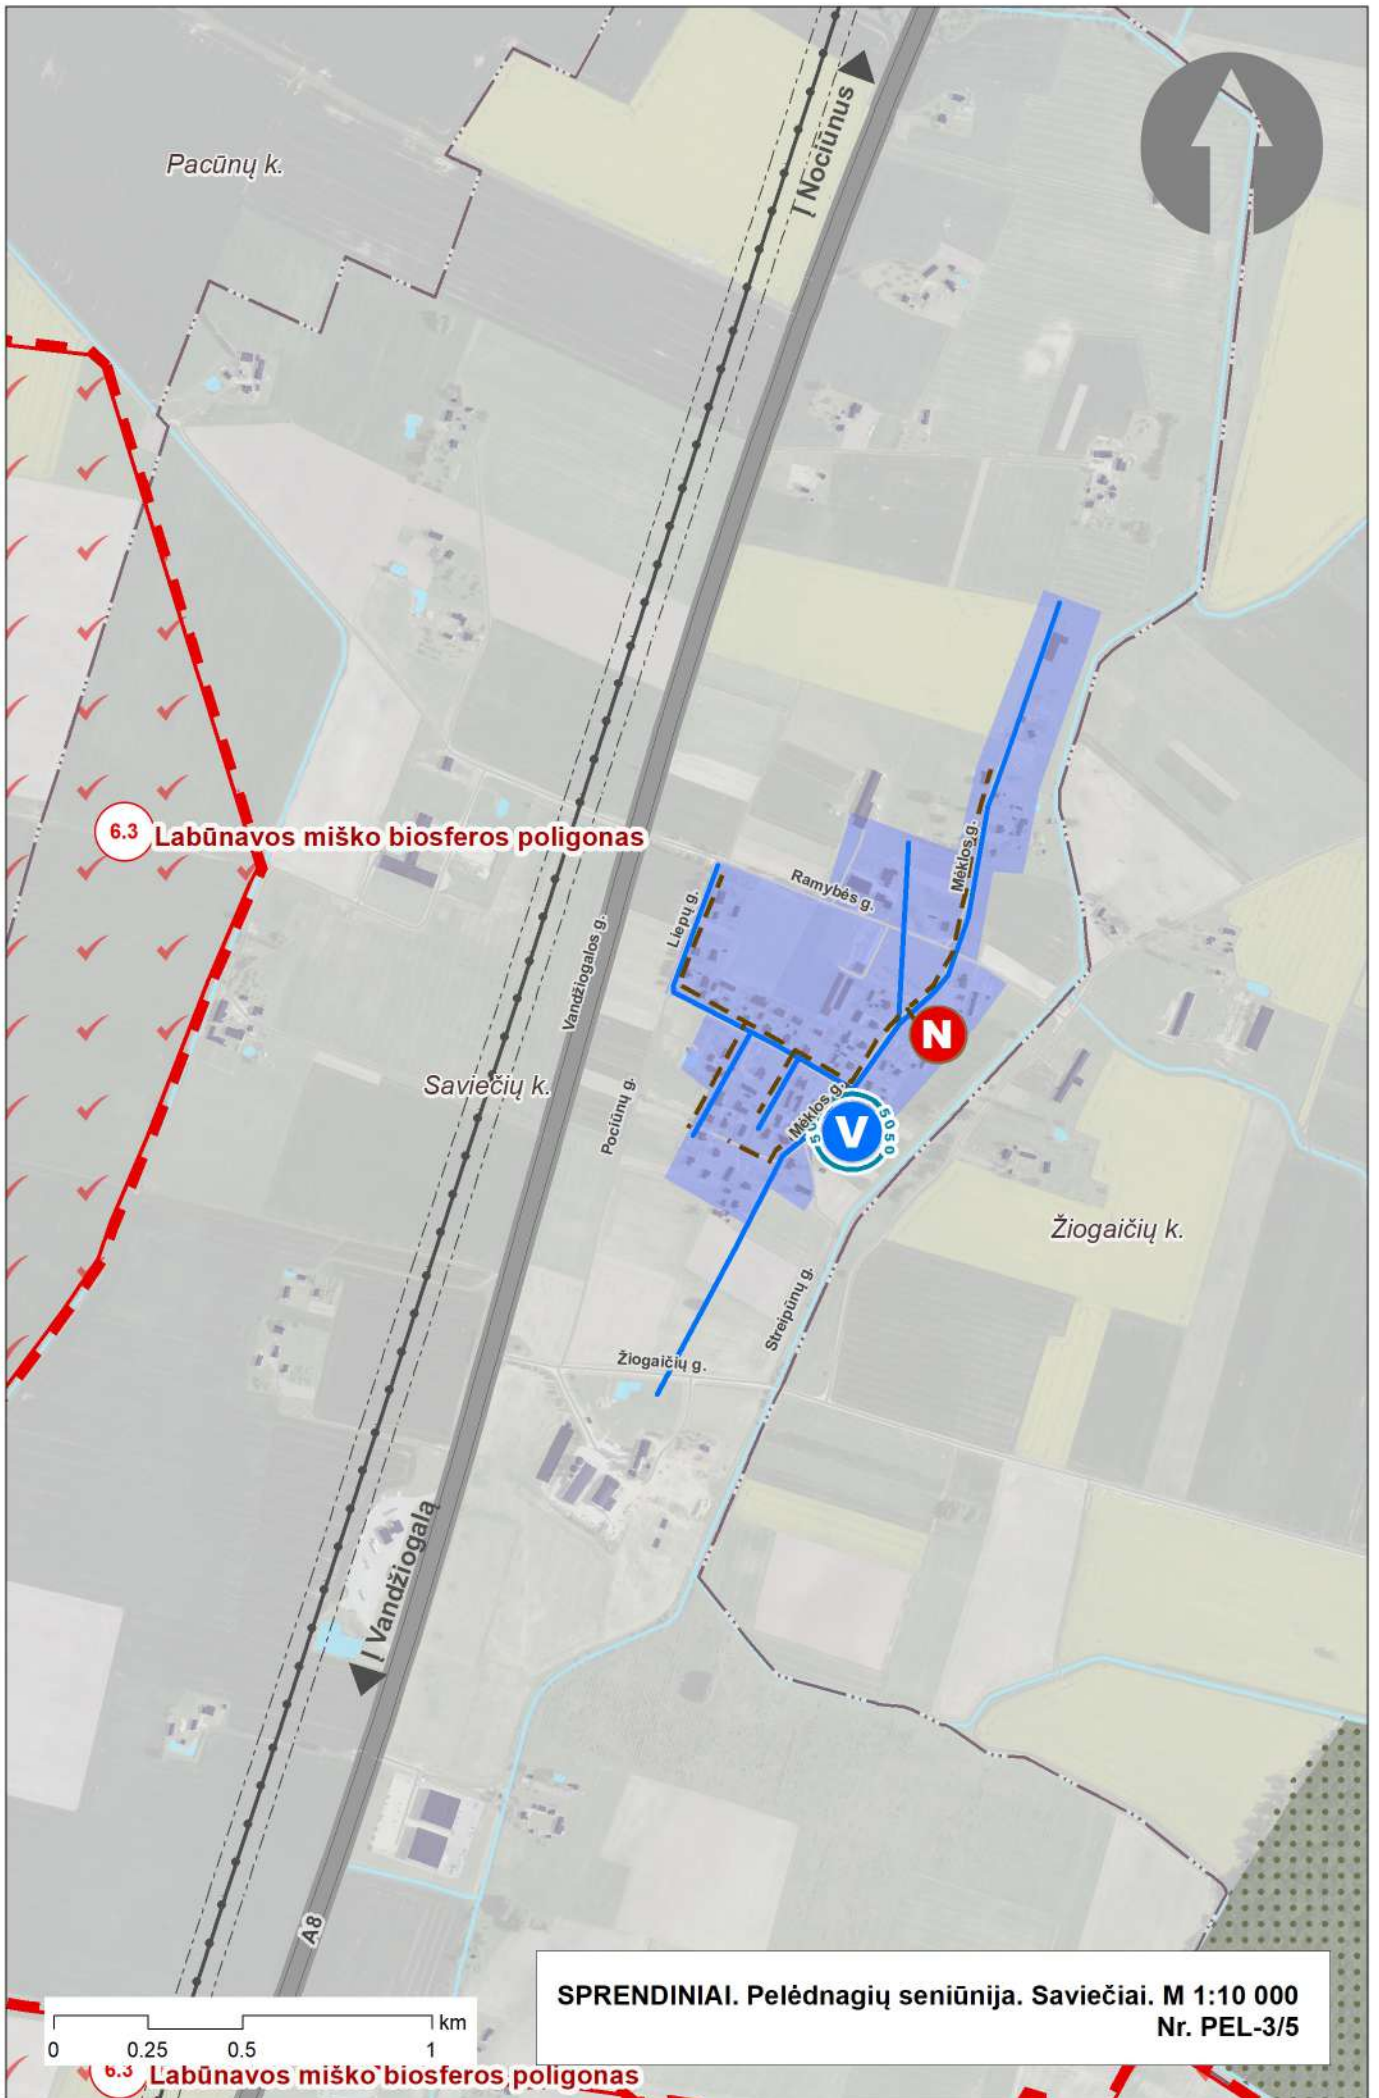 Į Nociūnus
Pacūnų k.
6.3 Labūnavos miško biosferos poligonas
Mėklos g.
Ramybės g.
Liepų g.
Vandžiogalos g.
N
Saviečių k.
Pociūnų g.
Mėklos g.
V
5050
Žiogaičių k.
Streipūnų g.
Žiogaičių g.
Į Vandžiogalą
A8
SPRENDINIAI. Pelėdnagių seniūnija. Saviečiai. M 1:10 000
Nr. PEL-3/5
km
0 0.25 0.5 1
6.3 Labūnavos miško biosferos poligonas